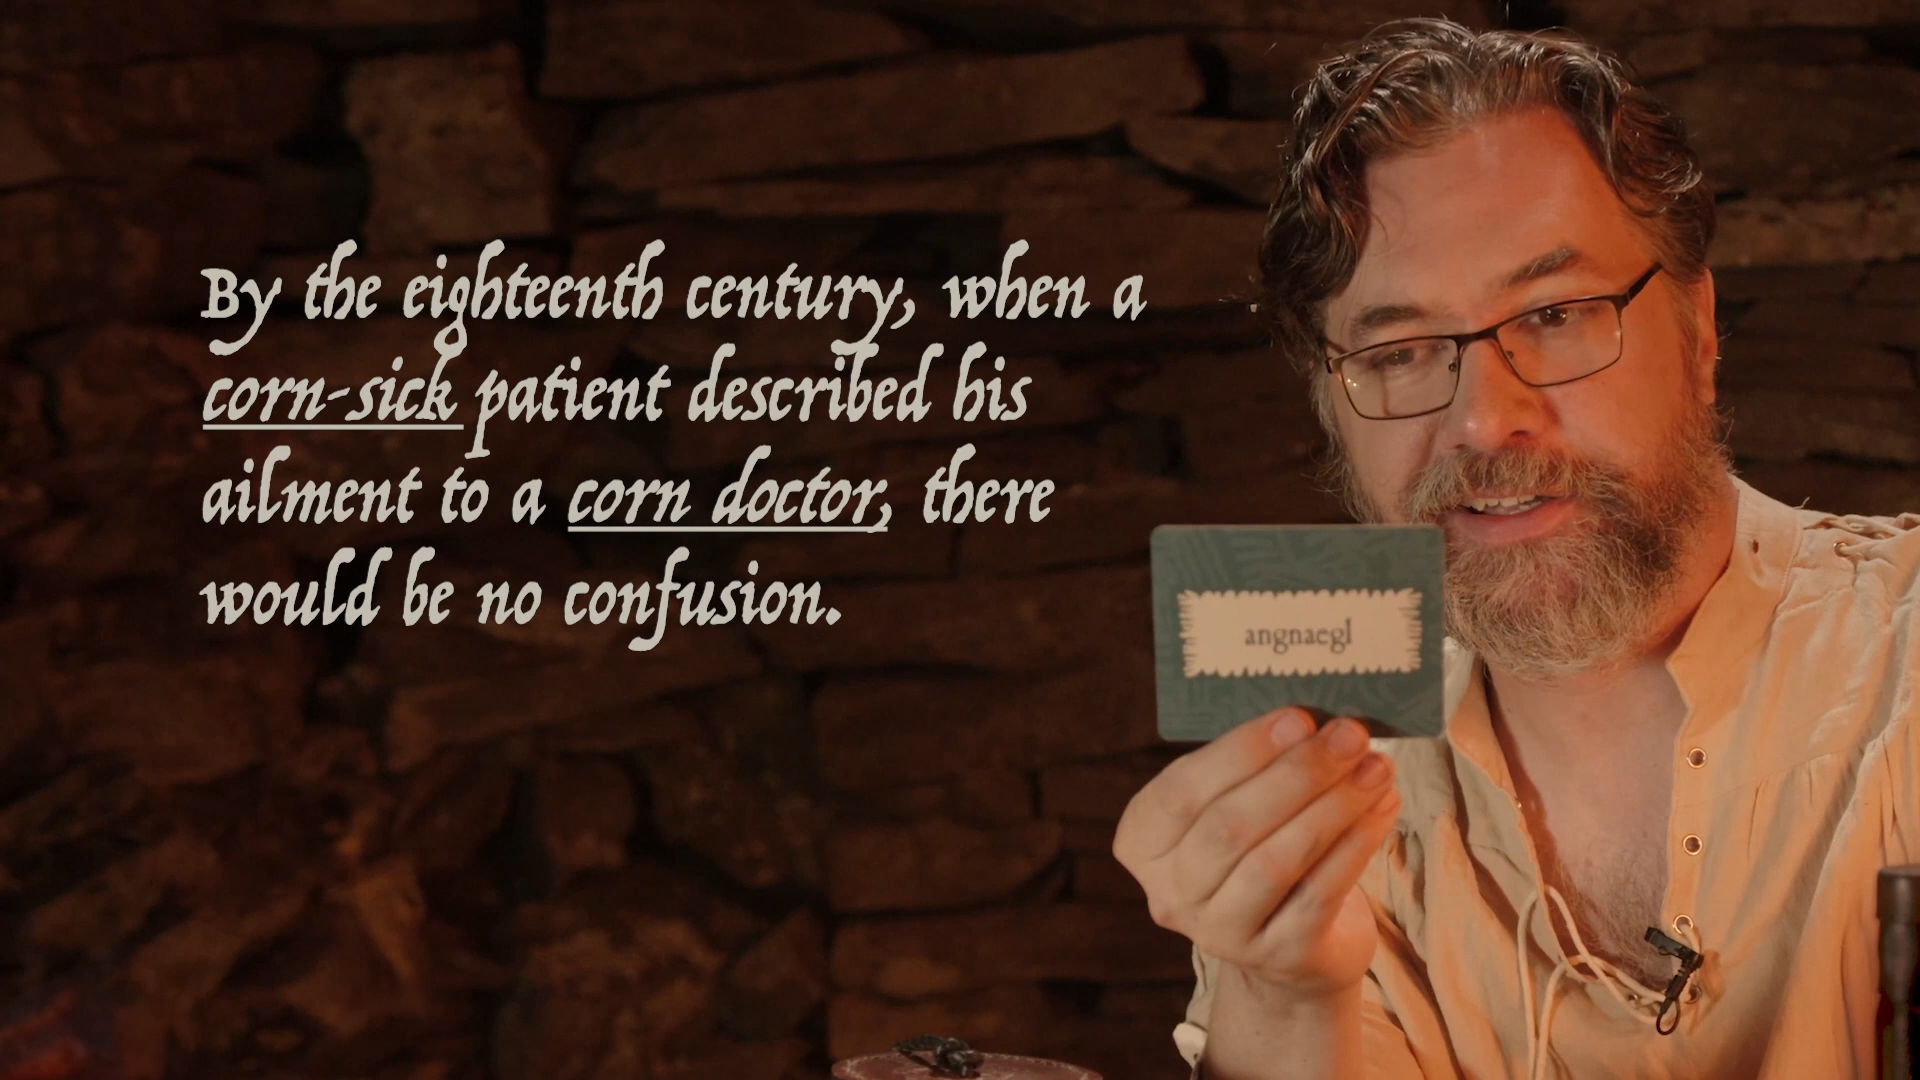 By the eighteenth century, when a
corn-sick patient described his
ailment to a corn doctor, there
would be no confusion.
angnaegl